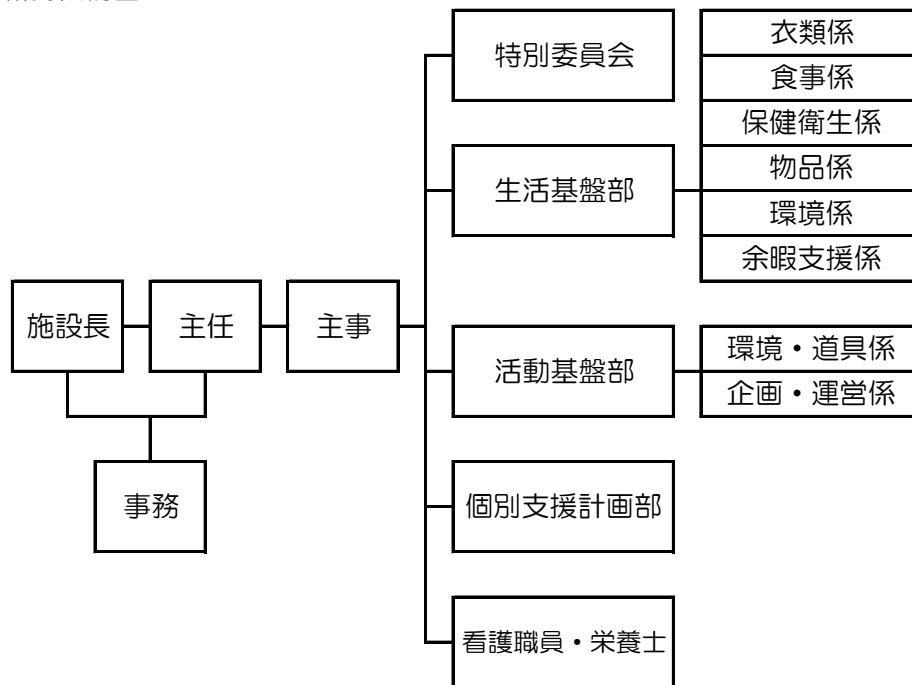 特別委員会
衣類係
食事係
保健衛生係
生活基盤部
物品係
環境係
余暇支援係
施設長
主任
主事
活動基盤部
環境・道具係
企画・運営係
事務
個別支援計画部
看護職員・栄養士